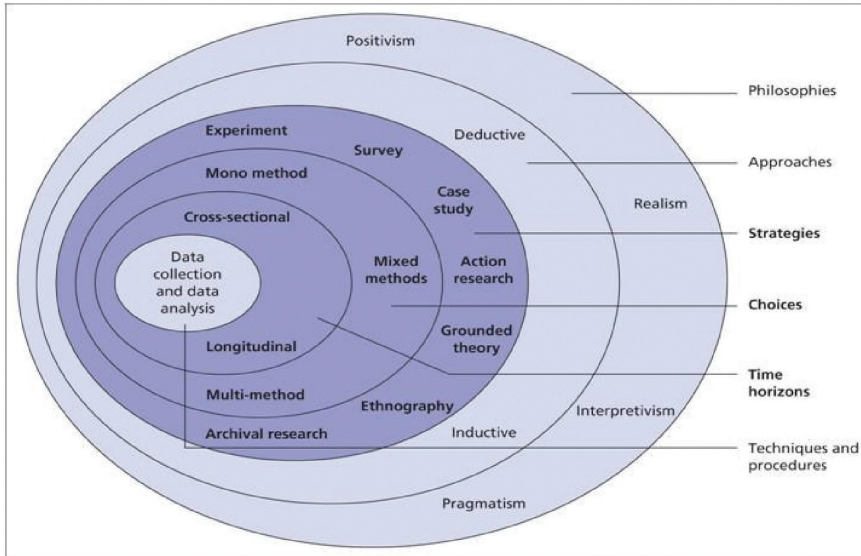 Positivism
Philosophies
Experiment
Deductive
Survey
Approaches
Mono method
Case
study
Realism
Cross-sectional
Strategies
Data
collection
and data
analysis
Mixed
methods
Action
research
Choices
Grounded
theory
Longitudinal
Time
horizons
Multi-method
Ethnography
Interpretivism
Archival research
Inductive
Techniques and
procedures
Pragmatism